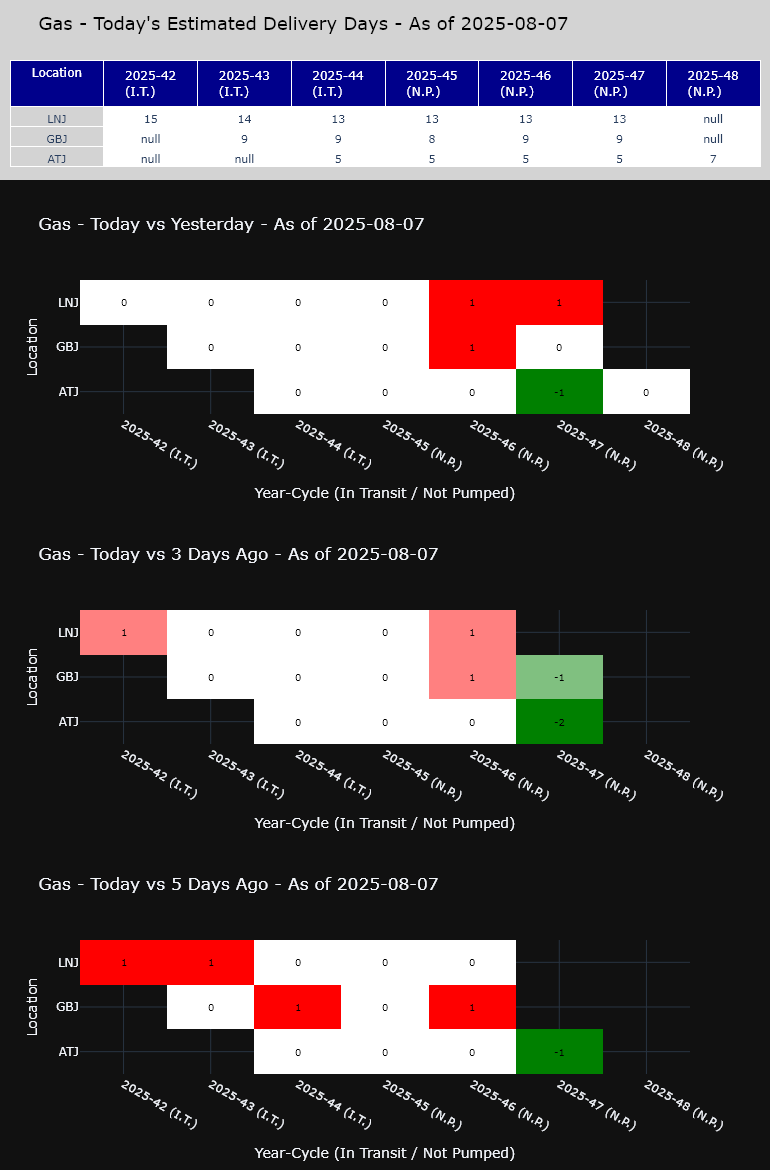 Gas - Today's Estimated Delivery Days - As of 2025-08-07
Location 2025-42 (I.T.) 2025-43 (I.T.) 2025-44 (I.T.) 2025-45 (N.P.) 2025-46 (N.P.) 2025-47 (N.P.) 2025-48 (N.P.)
LNJ 15 14 13 13 13 13 null
GBJ null 9 9 8 9 9 null
ATJ null null 5 5 5 5 7
Gas - Today vs Yesterday - As of 2025-08-07
Location
LNJ 0 0 0 0 1 1
GBJ 0 0 0 1 0
ATJ 0 0 0 -1 0
2025-42 (I.T.) 2025-43 (I.T.) 2025-44 (I.T.) 2025-45 (N.P.) 2025-46 (N.P.) 2025-47 (N.P.) 2025-48 (N.P.)
Year-Cycle (In Transit / Not Pumped)
Gas - Today vs 3 Days Ago - As of 2025-08-07
Location
LNJ 1 0 0 0 1
GBJ 0 0 0 1 -1
ATJ 0 0 0 -2
2025-42 (I.T.) 2025-43 (I.T.) 2025-44 (I.T.) 2025-45 (N.P.) 2025-46 (N.P.) 2025-47 (N.P.) 2025-48 (N.P.)
Year-Cycle (In Transit / Not Pumped)
Gas - Today vs 5 Days Ago - As of 2025-08-07
Location
LNJ 1 1 0 0 0
GBJ 0 1 0 1
ATJ 0 0 0 -1
2025-42 (I.T.) 2025-43 (I.T.) 2025-44 (I.T.) 2025-45 (N.P.) 2025-46 (N.P.) 2025-47 (N.P.) 2025-48 (N.P.)
Year-Cycle (In Transit / Not Pumped)